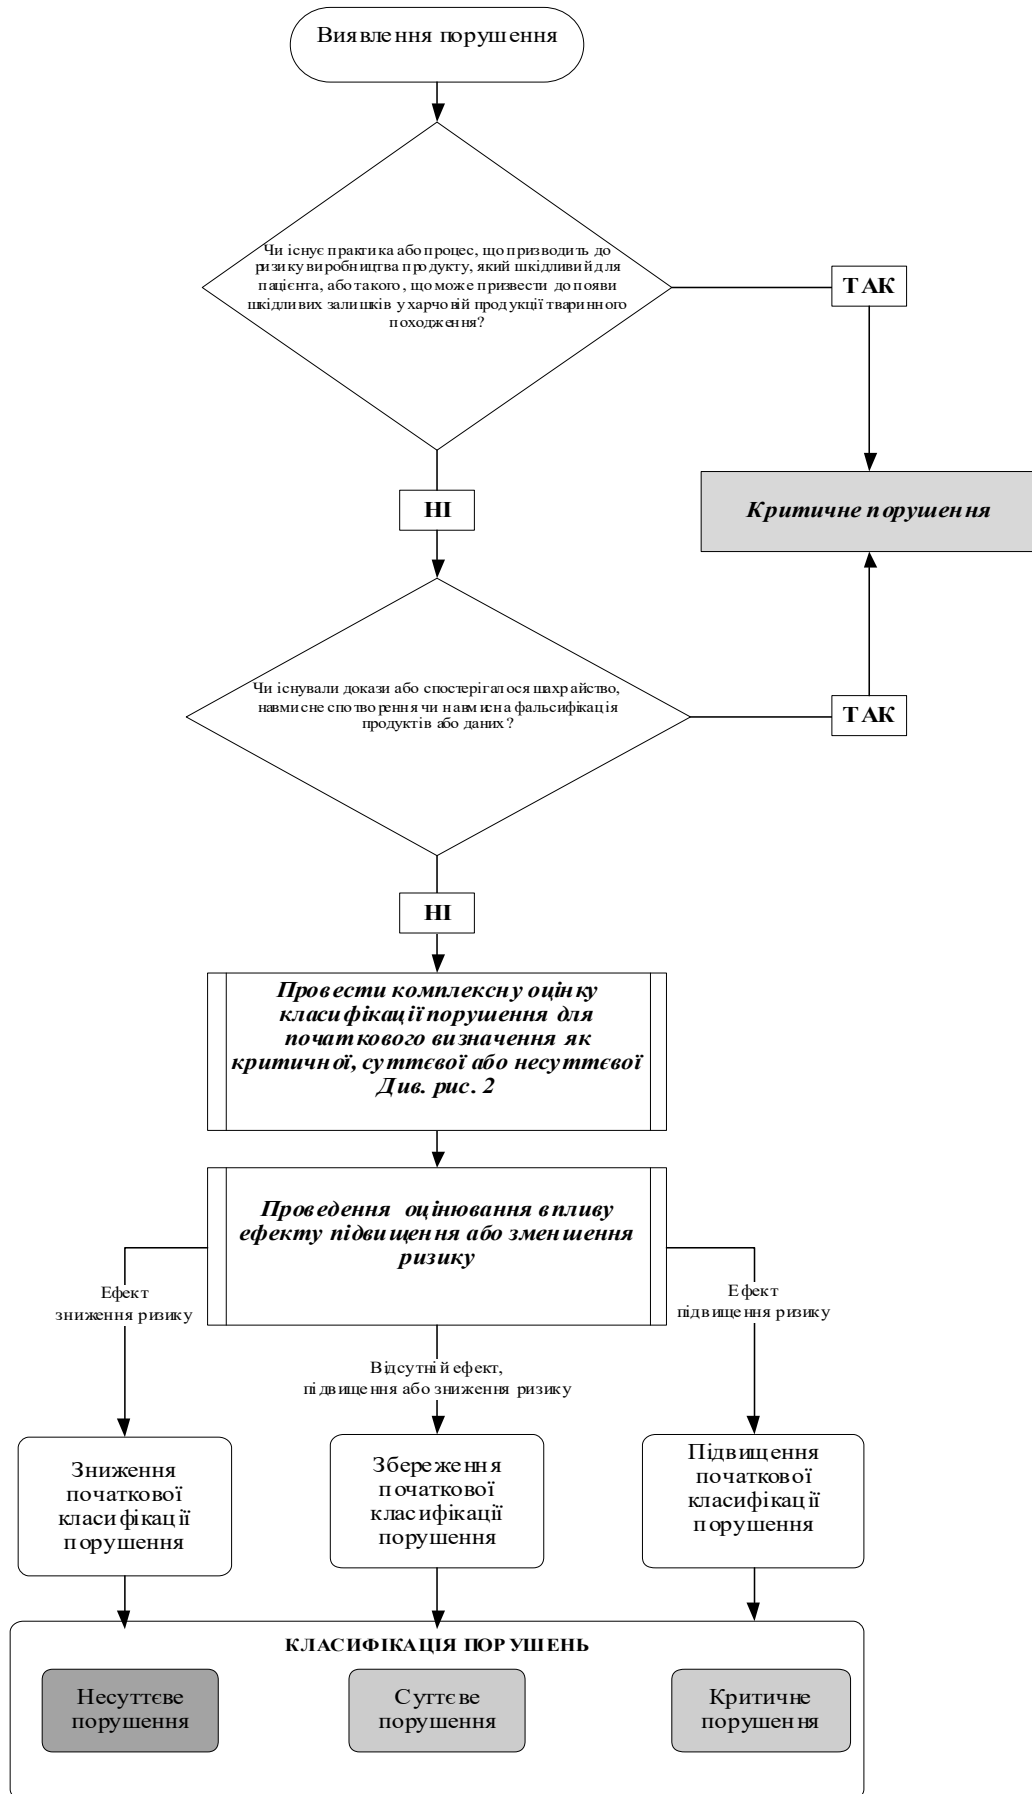 Виявлення порушення
Чи існує практика або процес, що призводить до
ризику виробництва продукту, який шкідливий для
пацієнта, або такого, що може призвести до появи
шкідливих залишків у харчовій продукції тваринного
походження?
ТАК
Критичне порушення
НІ
Чи існували докази або спостерігалося шахрайство,
навмисне спотворення чи навмисна фальсифікація
продуктів або даних?
ТАК
НІ
Провести комплексну оцінку
класифікації порушення для
початкового визначення як
критичної, суттєвої або несуттєвої
Див. рис. 2
Проведення оцінювання впливу
ефекту підвищення або зменшення
ризику
Ефект
зниження ризику
Відсутній ефект,
підвищення або зниження ризику
Ефект
підвищення ризику
Зниження
початкової
класифікації
порушення
Збереження
початкової
класифікації
порушення
Підвищення
початкової
класифікації
порушення
КЛАСИФІКАЦІЯ ПОРУШЕНЬ
Несуттєве
порушення
Суттєве
порушення
Критичне
порушення